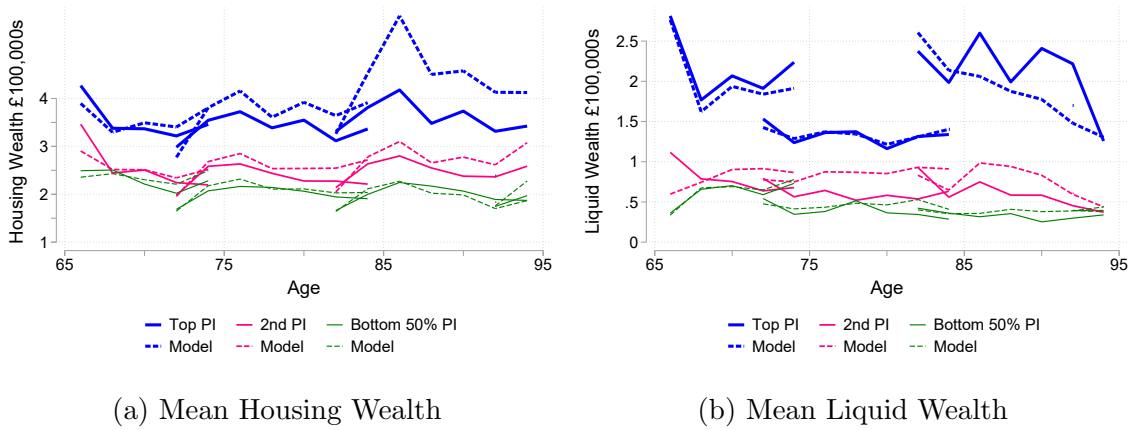 Housing Wealth £100,000s
4
3
2
1
65
75
85
95
Age
Top PI
2nd PI
Bottom 50% PI
Model
Model
Model
(a) Mean Housing Wealth
Liquid Wealth £100,000s
2.5
2
1.5
1
.5
0
65
75
85
95
Age
Top PI
2nd PI
Bottom 50% PI
Model
Model
Model
(b) Mean Liquid Wealth